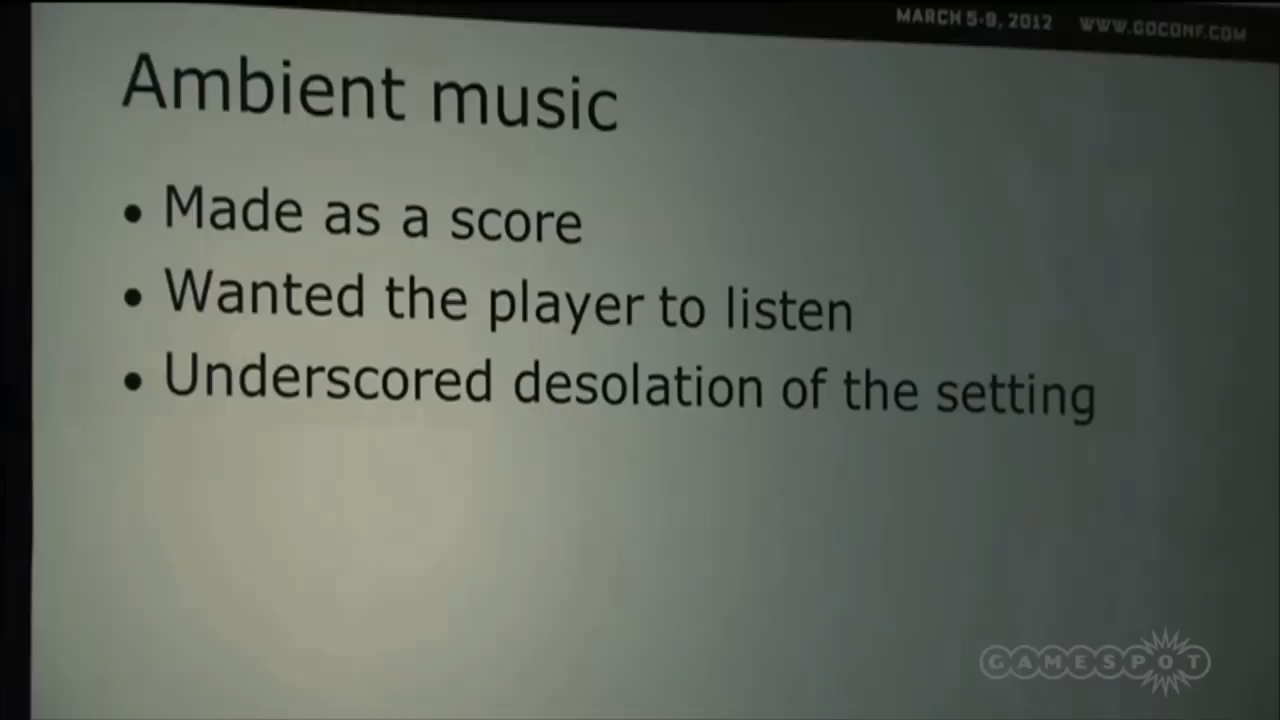 MARCH 5-9, 2012 WWW.GDCONF.COM
Ambient music
• Made as a score
• Wanted the player to listen
• Underscored desolation of the setting
GAMESPOT